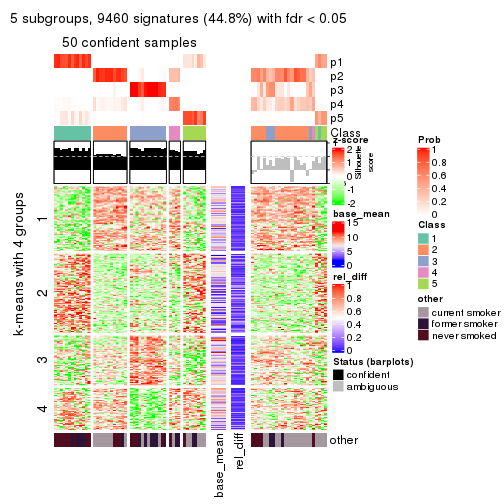 5 subgroups, 9460 signatures (44.8%) with fdr < 0.05
50 confident samples
p1
p2
p3
p4
p5
Class
z-score
2
1
0
-1
-2
Silhouette
score
base_mean
15
10
5
0
rel_diff
1
0.8
0.6
0.4
0.2
0
Status (barplots)
confident
ambiguous
Prob
1
0.8
0.6
0.4
0.2
0
Class
1
2
3
4
5
other
current smoker
former smoker
never smoked
k-means with 4 groups
1
2
3
4
other
base_mean
rel_diff